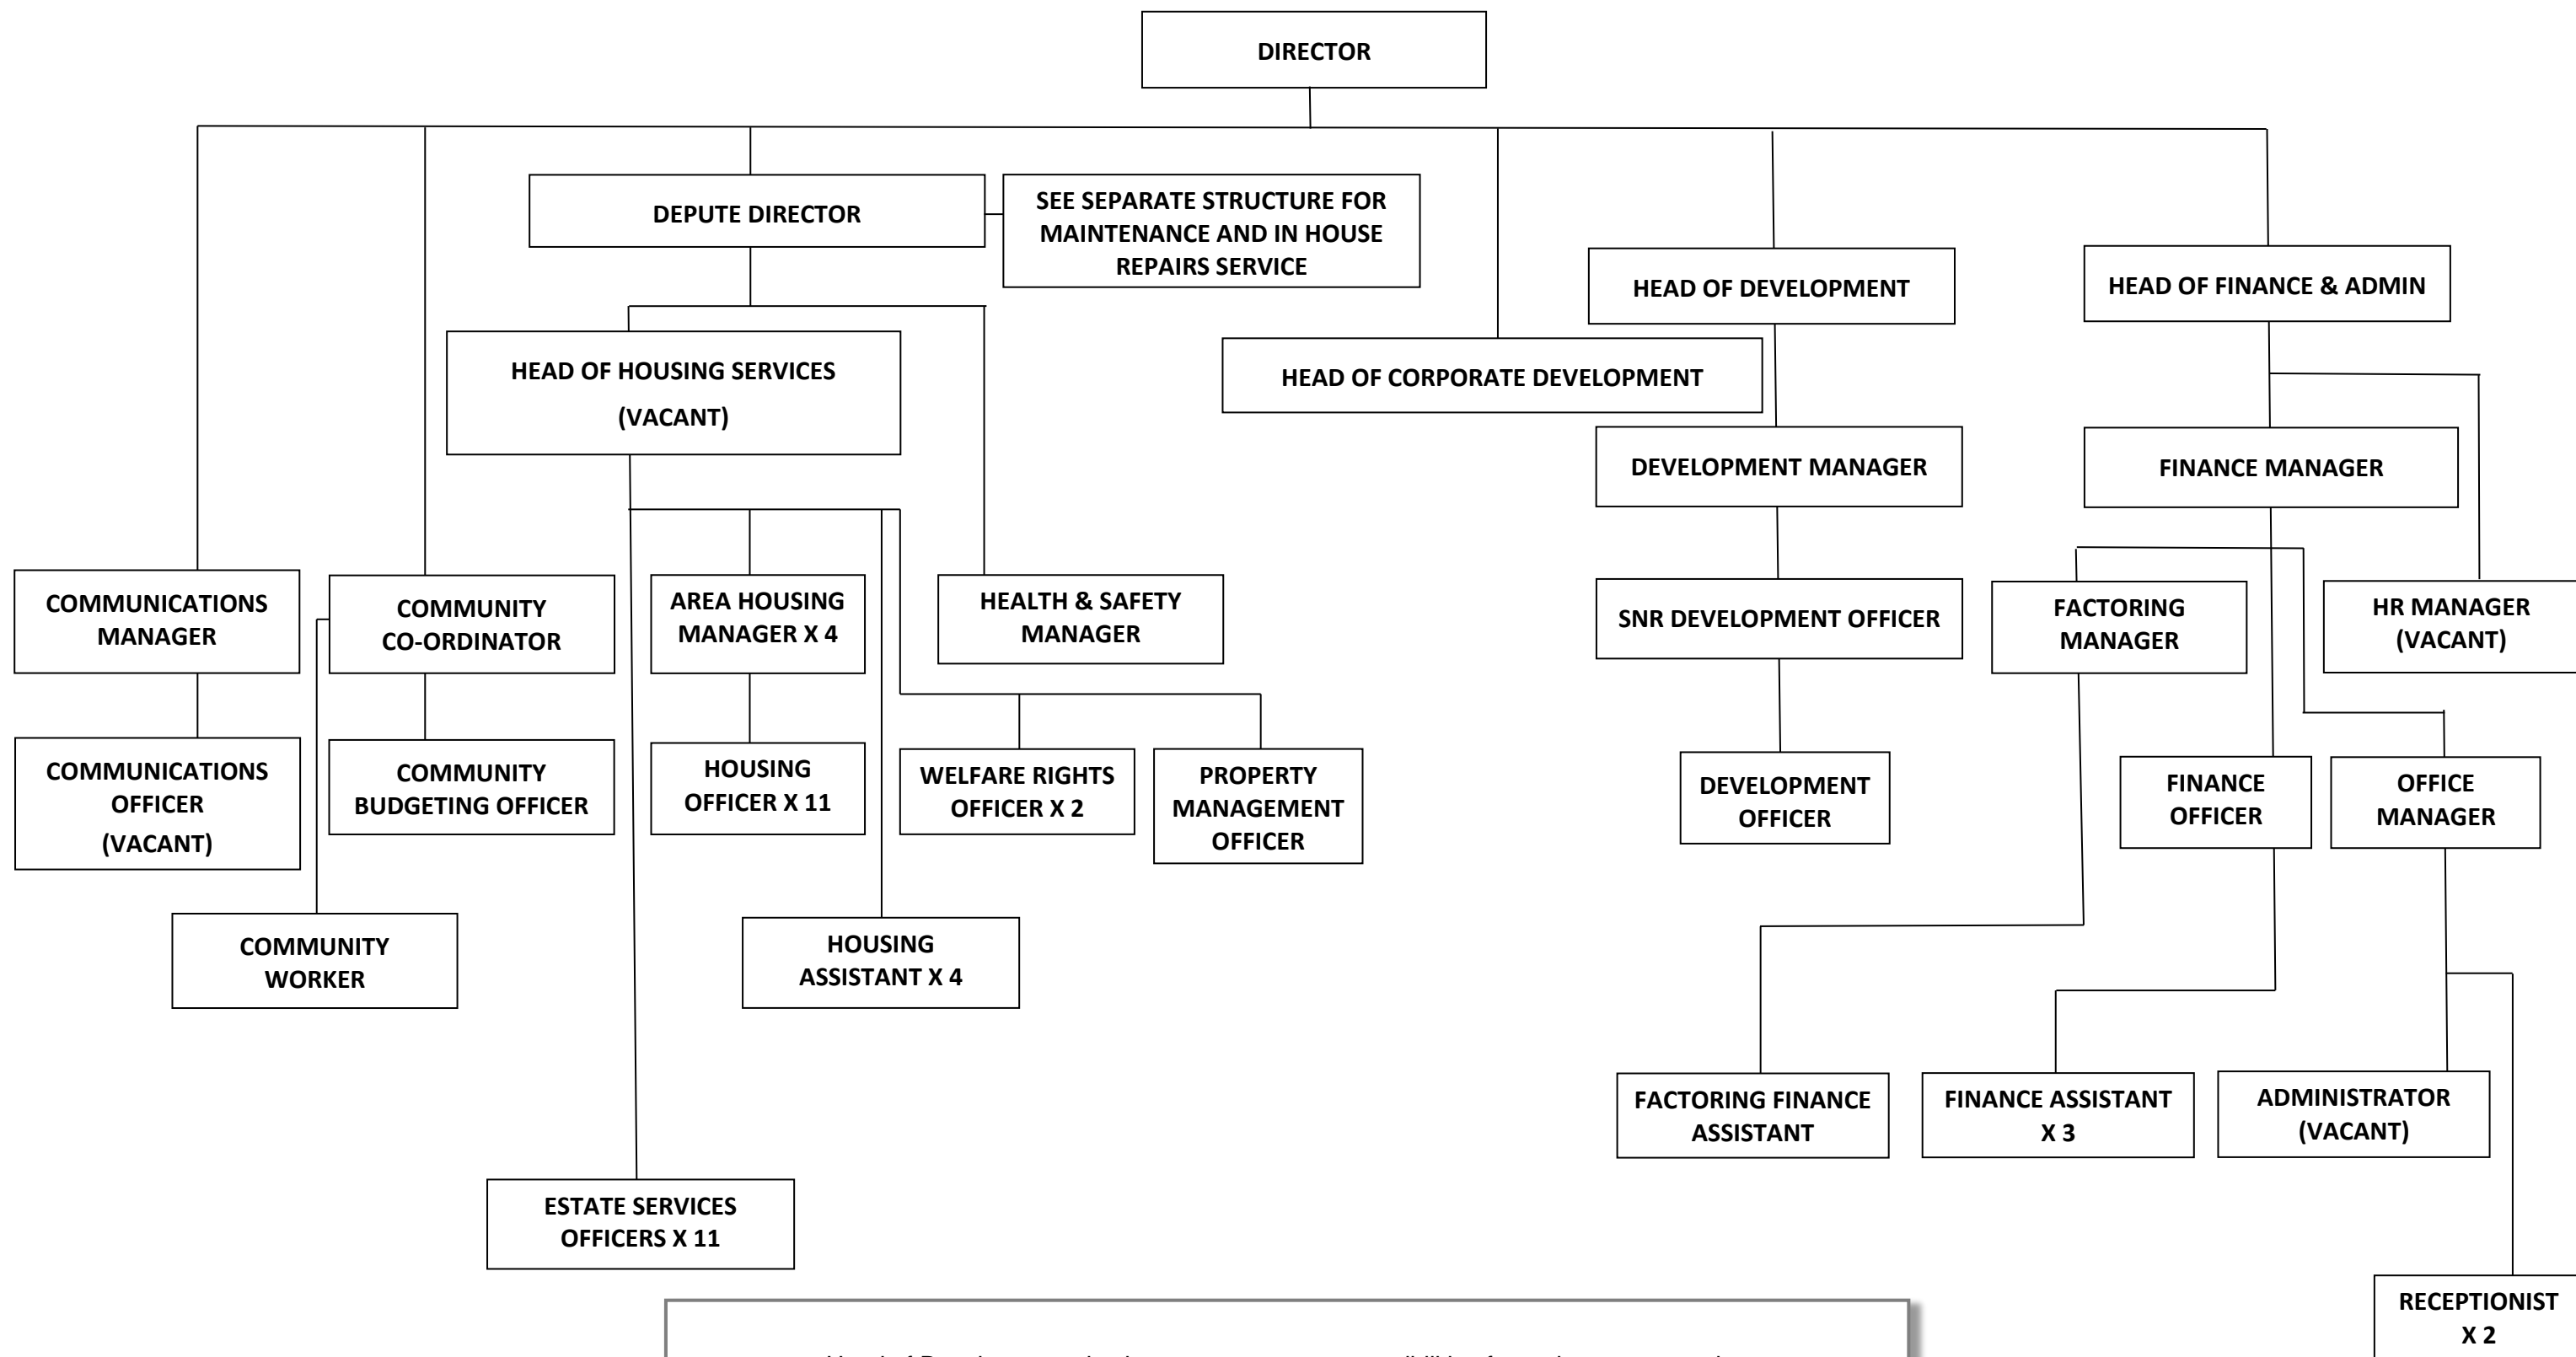 DIRECTOR
DEPUTE DIRECTOR
SEE SEPARATE STRUCTURE FOR
MAINTENANCE AND IN HOUSE
REPAIRS SERVICE
HEAD OF DEVELOPMENT
HEAD OF FINANCE & ADMIN
HEAD OF HOUSING SERVICES
(VACANT)
HEAD OF CORPORATE DEVELOPMENT
DEVELOPMENT MANAGER
FINANCE MANAGER
COMMUNICATIONS
MANAGER
COMMUNITY
CO-ORDINATOR
AREA HOUSING
MANAGER X 4
HEALTH & SAFETY
MANAGER
SNR DEVELOPMENT OFFICER
FACTORING
MANAGER
HR MANAGER
(VACANT)
COMMUNICATIONS
OFFICER
(VACANT)
COMMUNITY
BUDGETING OFFICER
HOUSING
OFFICER X 11
WELFARE RIGHTS
OFFICER X 2
PROPERTY
MANAGEMENT
OFFICER
DEVELOPMENT
OFFICER
FINANCE
OFFICER
OFFICE
MANAGER
COMMUNITY
WORKER
HOUSING
ASSISTANT X 4
FACTORING FINANCE
ASSISTANT
FINANCE ASSISTANT
X 3
ADMINISTRATOR
(VACANT)
ESTATE SERVICES
OFFICERS X 11
RECEPTIONIST
X 2